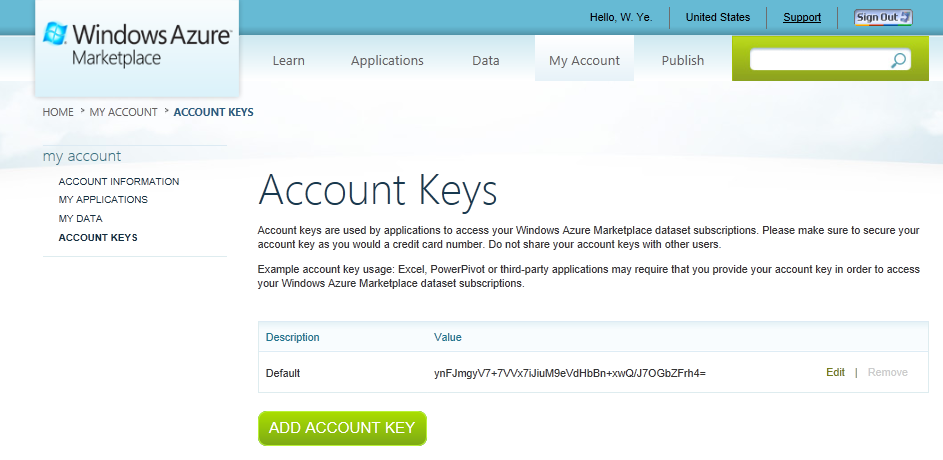 Hello, W. Ye. United States Support Sign Out
Windows Azure
Marketplace
Learn Applications Data My Account Publish
HOME > MY ACCOUNT > ACCOUNT KEYS
my account
ACCOUNT INFORMATION
MY APPLICATIONS
MY DATA
ACCOUNT KEYS
Account Keys
Account keys are used by applications to access your Windows Azure Marketplace dataset subscriptions. Please make sure to secure your
account key as you would a credit card number. Do not share your account keys with other users.
Example account key usage: Excel, PowerPivot or third-party applications may require that you provide your account key in order to access
your Windows Azure Marketplace dataset subscriptions.
Description Value
Default ynFJmgyV7+7VVx7iJiuM9eVdHbBn+xwQ/J7OGbZFrh4= Edit | Remove
ADD ACCOUNT KEY